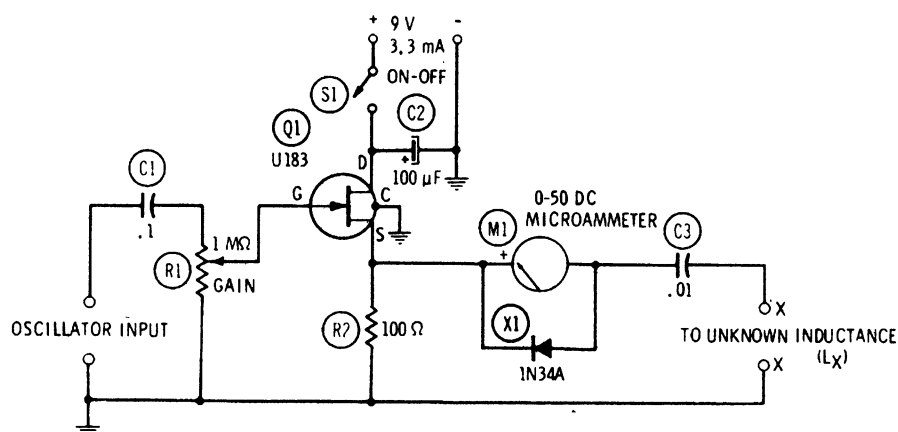 + 9 V -
3.3 mA
ON-OFF
S1
C2
Q1
U183
D
+
100 µF
C1
.1
G
C
S
0-50 DC
MICROAMMETER
M1
+
C3
.01
1 MΩ
R1
GAIN
OSCILLATOR INPUT
R2
100 Ω
X1
1N34A
X
TO UNKNOWN INDUCTANCE
(LX)
X